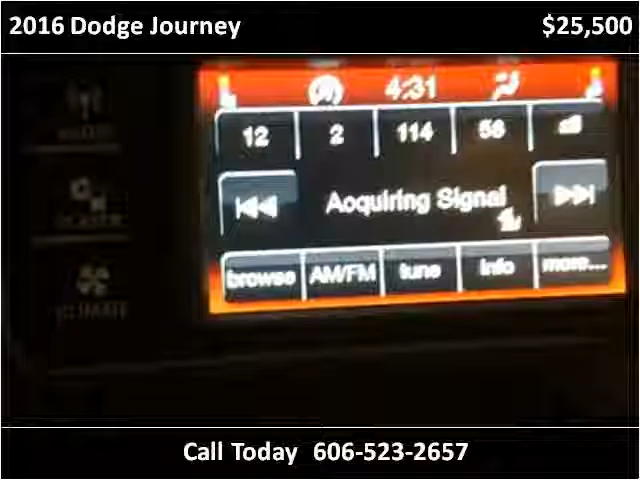 2016 Dodge Journey $25,500
4:31
12 2 114 58
Acquiring Signal
browse AM/FM tune info more...
CLIMATE
Call Today 606-523-2657